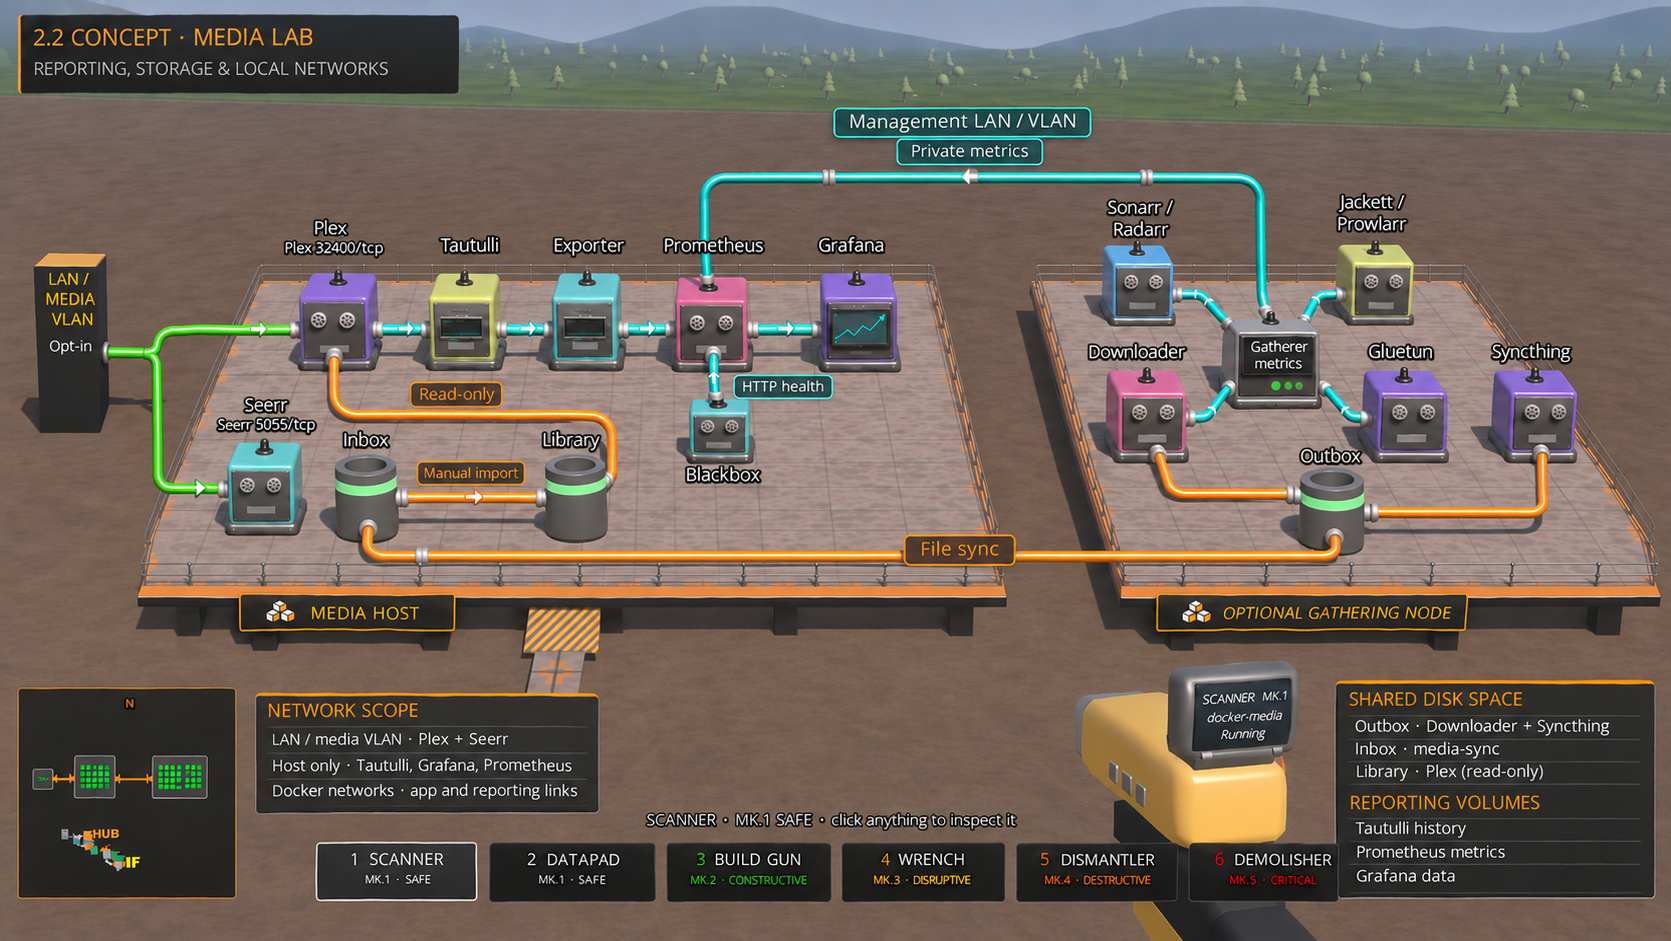 2.2 CONCEPT · MEDIA LAB
REPORTING, STORAGE & LOCAL NETWORKS
Management LAN / VLAN
Private metrics
LAN /
MEDIA
VLAN
Opt-in
Plex
Plex 32400/tcp
Tautulli
Exporter
Prometheus
Grafana
Sonarr /
Radarr
Jackett /
Prowlarr
Gatherer
metrics
Downloader
Gluetun
Syncthing
HTTP health
Read-only
Seerr
Seerr 5055/tcp
Inbox
Library
Manual import
Blackbox
Outbox
File sync
MEDIA HOST
OPTIONAL GATHERING NODE
N
HUB
IF
NETWORK SCOPE
LAN / media VLAN · Plex + Seerr
Host only · Tautulli, Grafana, Prometheus
Docker networks · app and reporting links
SCANNER MK.1
docker-media
Running
SHARED DISK SPACE
Outbox · Downloader + Syncthing
Inbox · media-sync
Library · Plex (read-only)
REPORTING VOLUMES
Tautulli history
Prometheus metrics
Grafana data
SCANNER · MK.1 SAFE · click anything to inspect it
1 SCANNER
MK.1 · SAFE
2 DATAPAD
MK.1 · SAFE
3 BUILD GUN
MK.2 · CONSTRUCTIVE
4 WRENCH
MK.3 · DISRUPTIVE
5 DISMANTLER
MK.4 · DESTRUCTIVE
6 DEMOLISHER
MK.5 · CRITICAL